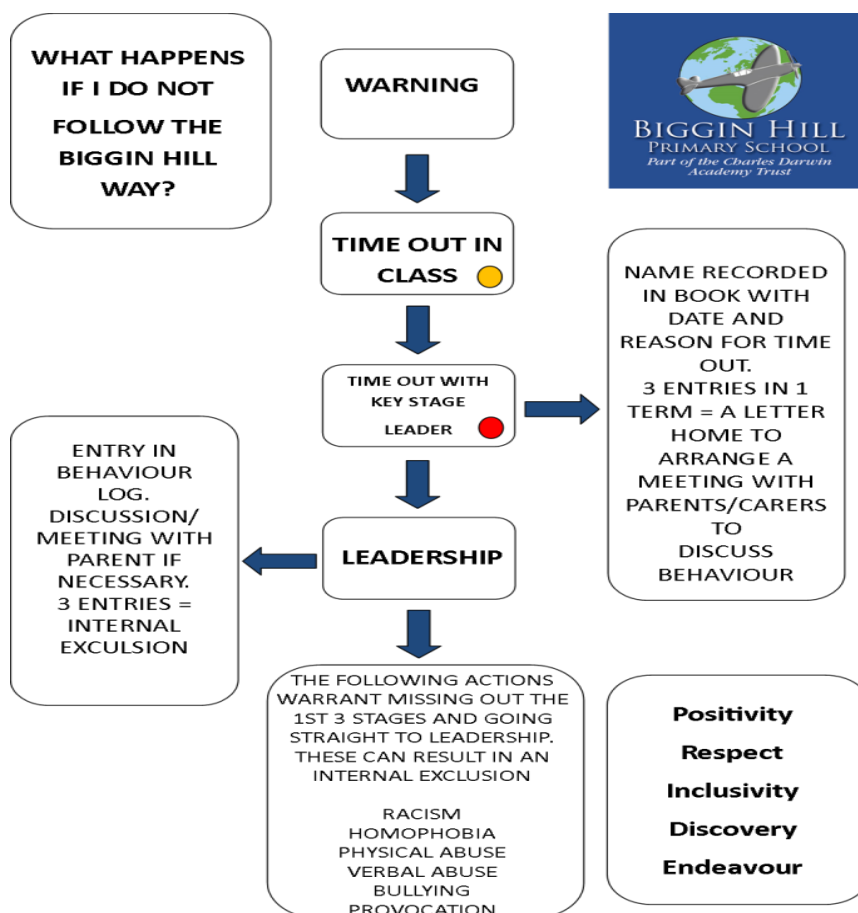 WHAT HAPPENS
IF I DO NOT
FOLLOW THE
BIGGIN HILL
WAY?
WARNING
BIGGIN HILL
PRIMARY SCHOOL
Part of the Charles Darwin
Academy Trust
TIME OUT IN
CLASS
TIME OUT WITH
KEY STAGE
LEADER
NAME RECORDED
IN BOOK WITH
DATE AND
REASON FOR TIME
OUT.
3 ENTRIES IN 1
TERM = A LETTER
HOME TO
ARRANGE A
MEETING WITH
PARENTS/CARERS
TO
DISCUSS
BEHAVIOUR
LEADERSHIP
ENTRY IN
BEHAVIOUR
LOG.
DISCUSSION/
MEETING WITH
PARENT IF
NECESSARY.
3 ENTRIES =
INTERNAL
EXCULSION
THE FOLLOWING ACTIONS
WARRANT MISSING OUT THE
1ST 3 STAGES AND GOING
STRAIGHT TO LEADERSHIP.
THESE CAN RESULT IN AN
INTERNAL EXCLUSION
RACISM
HOMOPHOBIA
PHYSICAL ABUSE
VERBAL ABUSE
BULLYING
PROVOCATION
Positivity
Respect
Inclusivity
Discovery
Endeavour